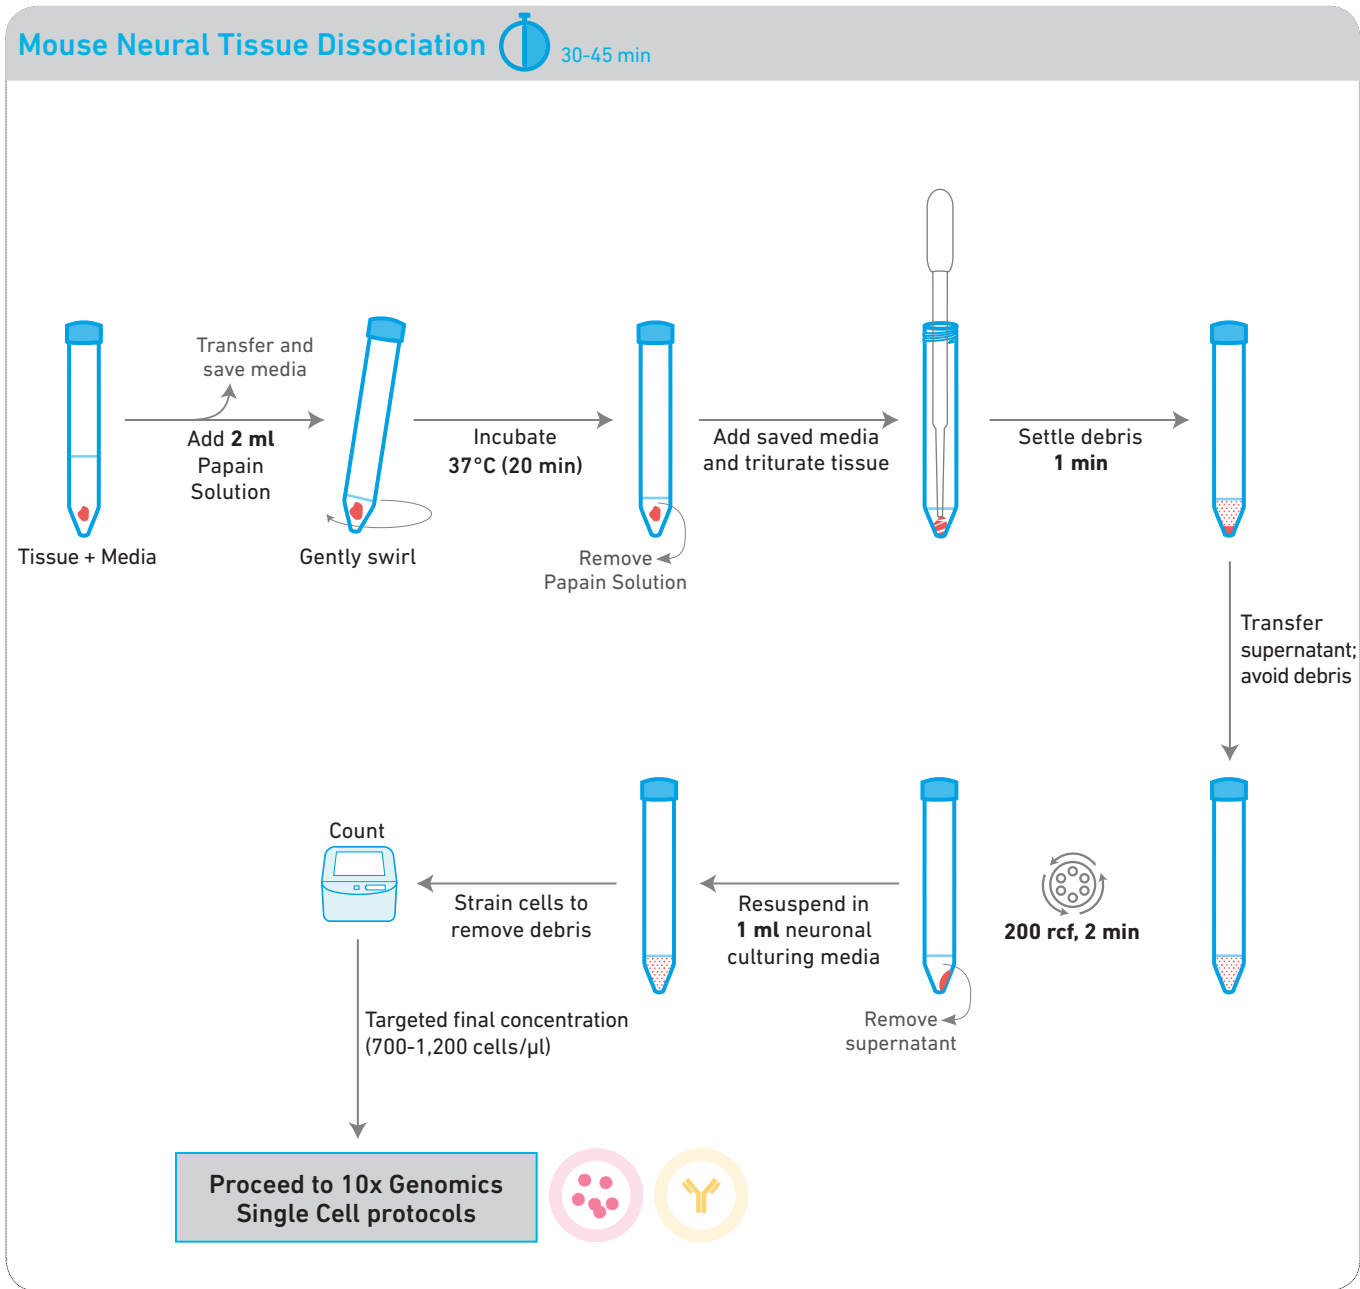 Mouse Neural Tissue Dissociation
30-45 min
Transfer and
save media
Add 2 ml
Papain
Solution
Incubate
37°C (20 min)
Add saved media
and triturate tissue
Settle debris
1 min
Tissue + Media
Gently swirl
Remove
Papain Solution
Transfer
supernatant;
avoid debris
200 rcf, 2 min
Remove
supernatant
Resuspend in
1 ml neuronal
culturing media
Strain cells to
remove debris
Count
Targeted final concentration
(700-1,200 cells/µl)
Proceed to 10x Genomics
Single Cell protocols